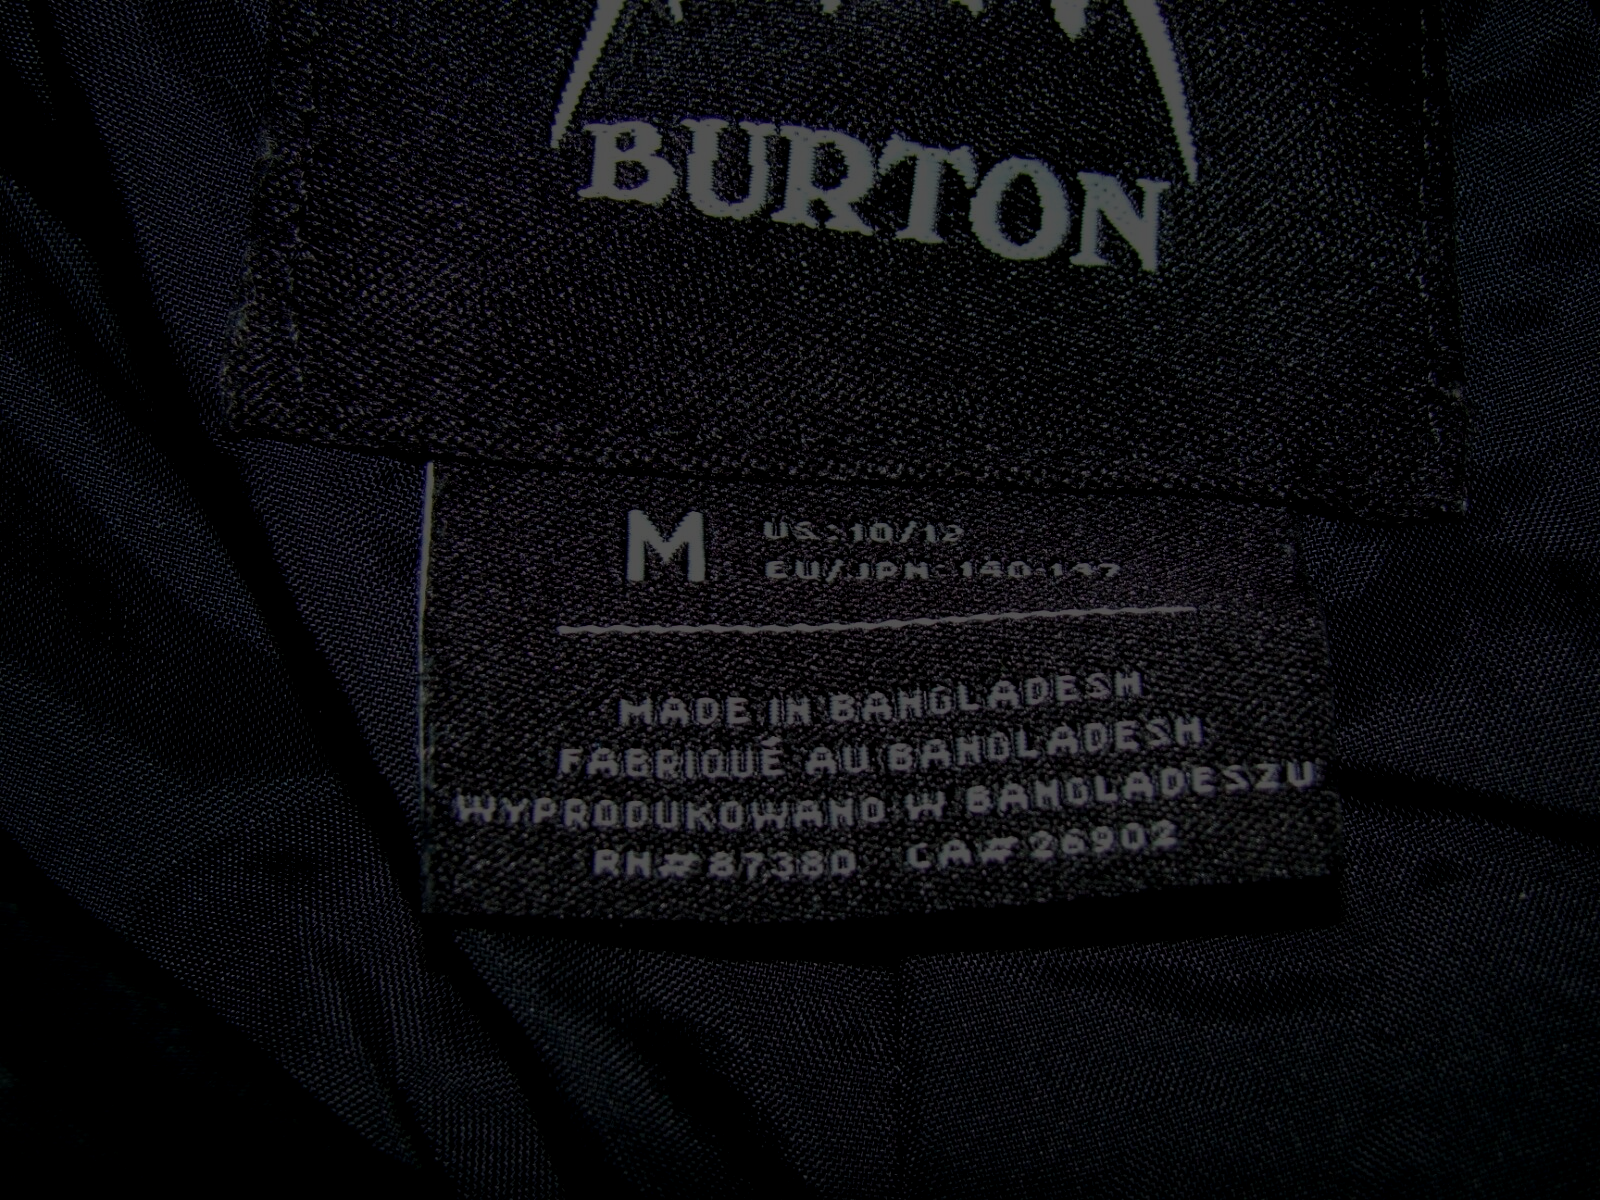 BURTON
M US:10/12
EU/JPN 140-147
MADE IN BANGLADESH
FABRIQUÉ AU BANGLADESH
WYPRODUKOWANO W BANGLADESZU
RN#87380 CA#26902